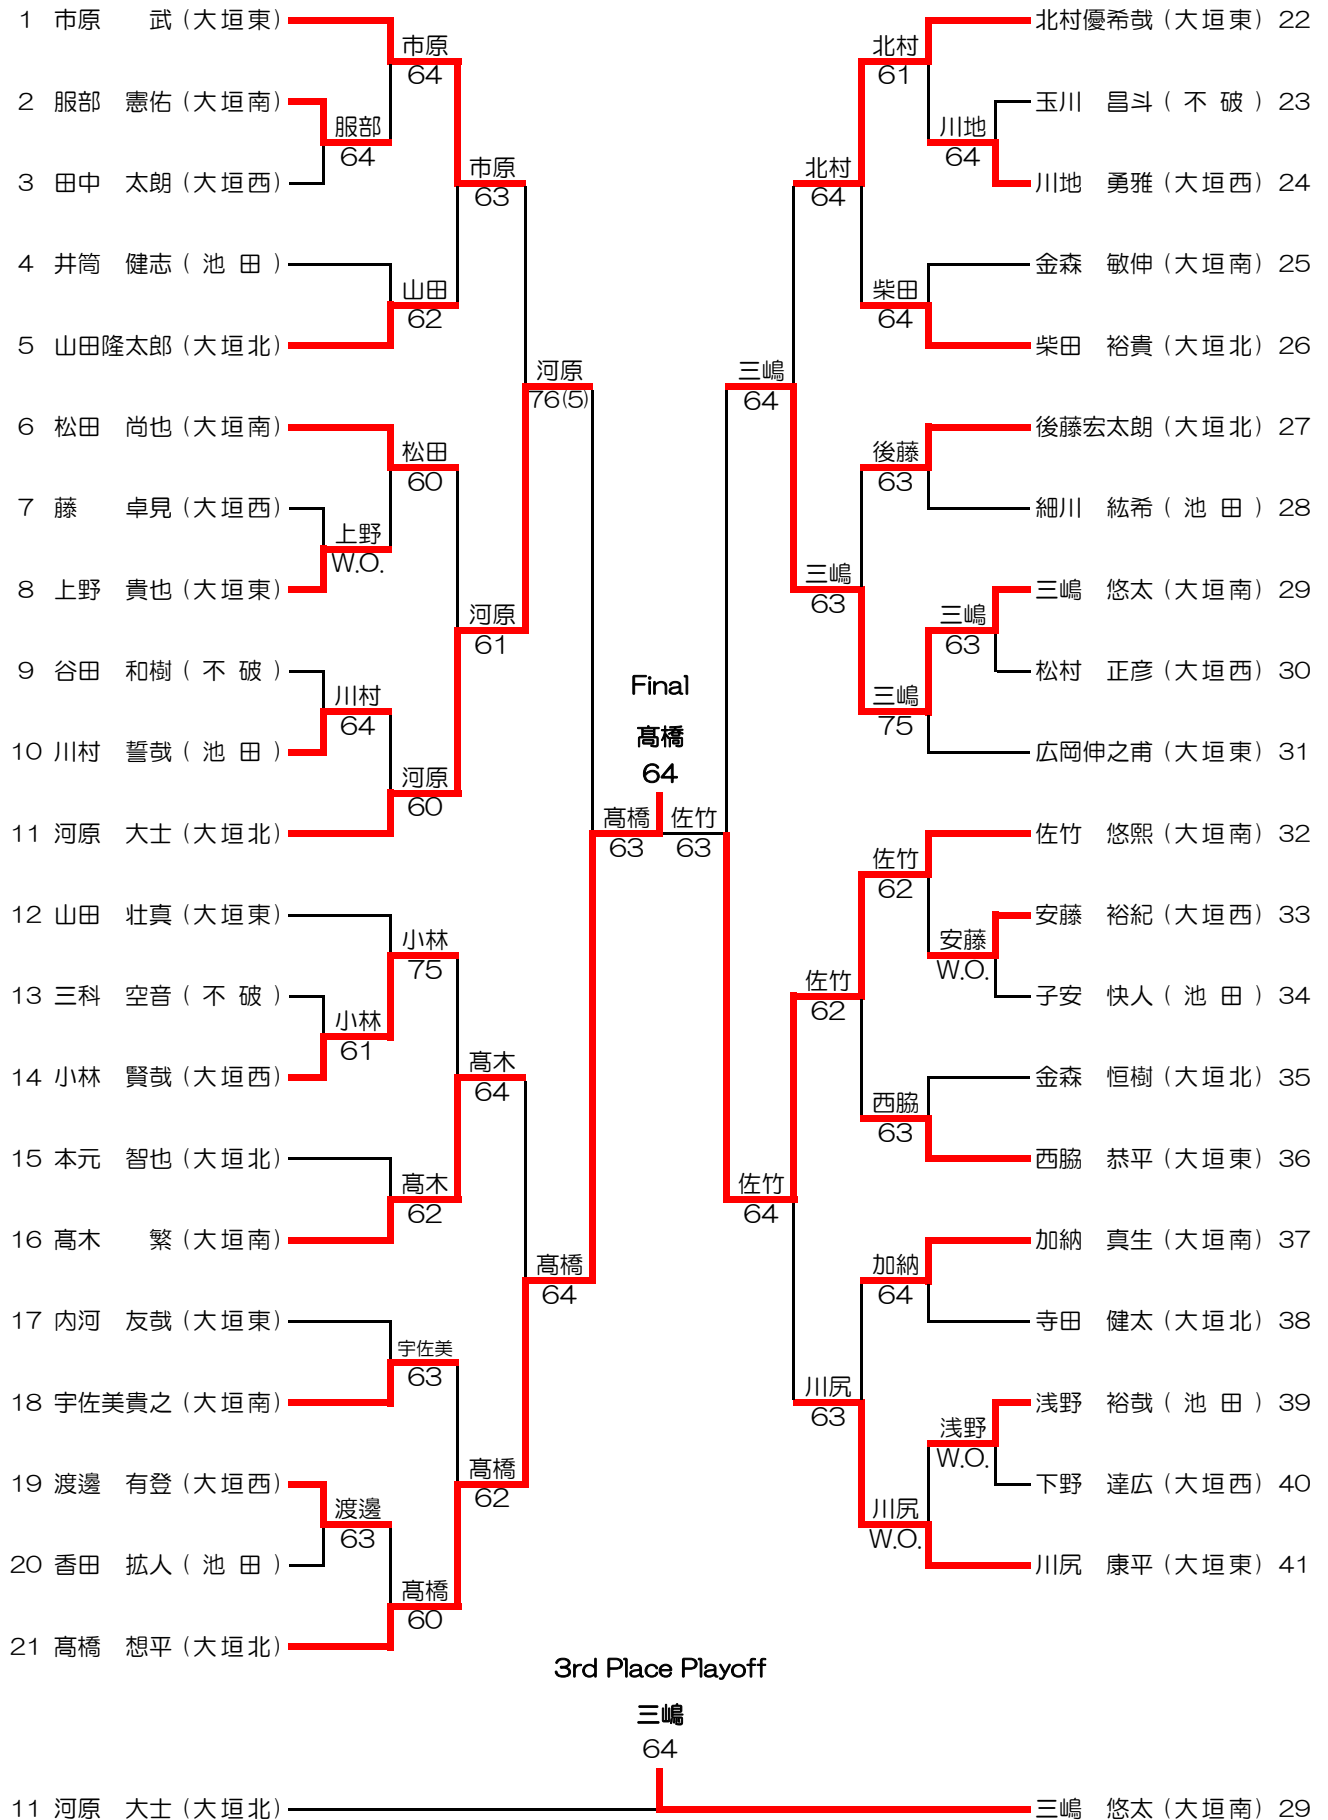 1 市原　　武 (大垣東)
2 服部　憲佑 (大垣南)
3 田中　太朗 (大垣西)
4 井筒　健志 ( 池 田 )
5 山田隆太郎 (大垣北)
6 松田　尚也 (大垣南)
7 藤　　卓見 (大垣西)
8 上野　貴也 (大垣東)
9 谷田　和樹 ( 不 破 )
10 川村　誓哉 ( 池 田 )
11 河原　大士 (大垣北)
12 山田　壮真 (大垣東)
13 三科　空音 ( 不 破 )
14 小林　賢哉 (大垣西)
15 本元　智也 (大垣北)
16 髙木　　繁 (大垣南)
17 内河　友哉 (大垣東)
18 宇佐美貴之 (大垣南)
19 渡邊　有登 (大垣西)
20 香田　拡人 ( 池 田 )
21 髙橋　想平 (大垣北)
服部
64
上野
W.O.
川村
64
小林
61
渡邊
63
市原
64
山田
62
松田
60
河原
60
小林
75
髙木
62
宇佐美
63
髙橋
60
市原
63
河原
61
髙木
64
髙橋
62
河原
76(5)
髙橋
64
髙橋
63
Final
髙橋
64
佐竹
63
三嶋
64
佐竹
64
北村
64
三嶋
63
佐竹
62
川尻
63
北村
61
柴田
64
後藤
63
三嶋
75
佐竹
62
西脇
63
加納
64
川尻
W.O.
川地
64
三嶋
63
安藤
W.O.
浅野
W.O.
北村優希哉 (大垣東) 22
玉川　昌斗 ( 不 破 ) 23
川地　勇雅 (大垣西) 24
金森　敏伸 (大垣南) 25
柴田　裕貴 (大垣北) 26
後藤宏太朗 (大垣北) 27
細川　紘希 ( 池 田 ) 28
三嶋　悠太 (大垣南) 29
松村　正彦 (大垣西) 30
広岡伸之甫 (大垣東) 31
佐竹　悠熙 (大垣南) 32
安藤　裕紀 (大垣西) 33
子安　快人 ( 池 田 ) 34
金森　恒樹 (大垣北) 35
西脇　恭平 (大垣東) 36
加納　真生 (大垣南) 37
寺田　健太 (大垣北) 38
浅野　裕哉 ( 池 田 ) 39
下野　達広 (大垣西) 40
川尻　康平 (大垣東) 41
3rd Place Playoff
三嶋
64
11 河原　大士 (大垣北)
三嶋　悠太 (大垣南) 29